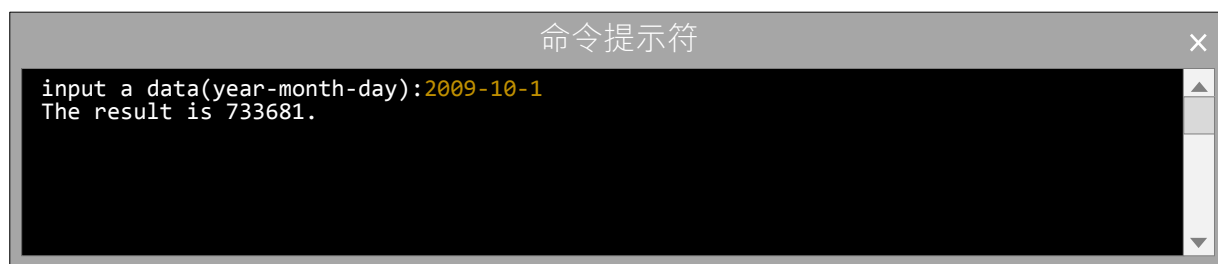 命令提示符
input a data(year-month-day):2009-10-1
The result is 733681.